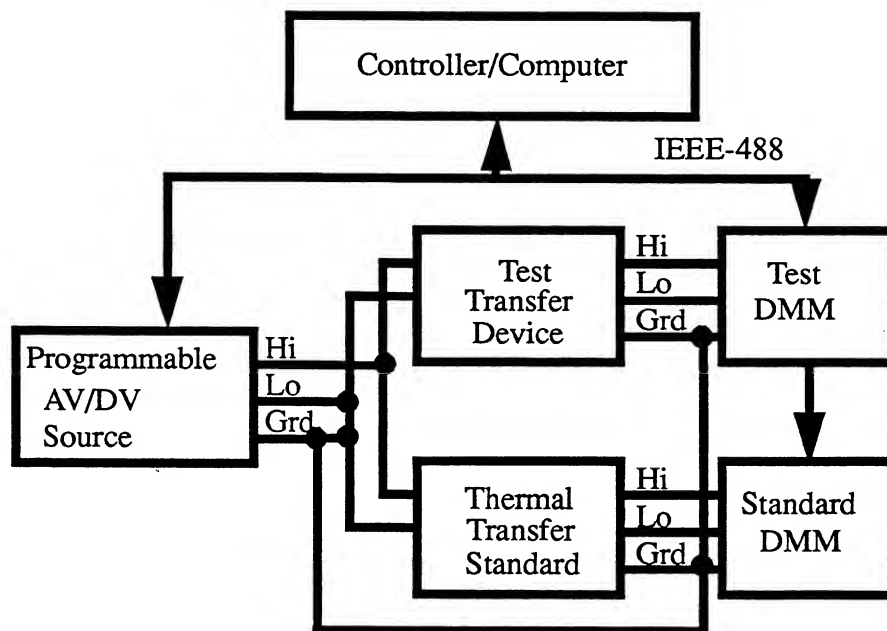 Controller/Computer
IEEE-488
Hi
Lo
Grd
Test
Transfer
Device
Test
DMM
Programmable
AV/DV
Source
Hi
Lo
Grd
Thermal
Transfer
Standard
Hi
Lo
Grd
Standard
DMM